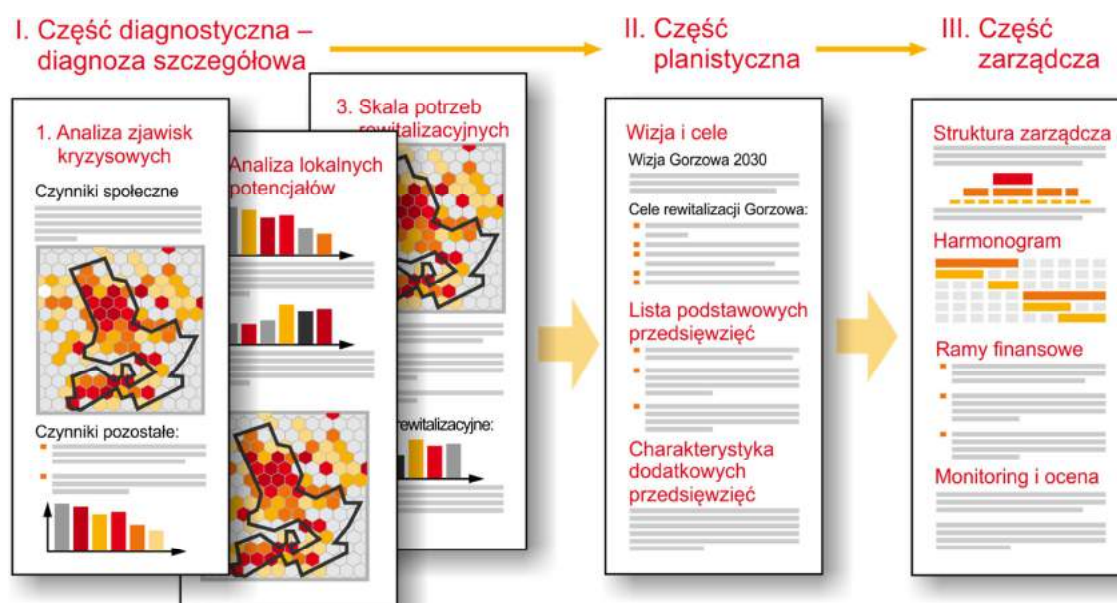 I. Część diagnostyczna –
diagnoza szczegółowa
II. Część
planistyczna
III. Część
zarządcza
1. Analiza zjawisk
kryzysowych
Czynniki społeczne
Czynniki pozostałe:
Analiza lokalnych
potencjałów
3. Skala potrzeb
rewitalizacyjnych
rewitalizacyjne:
Wizja i cele
Wizja Gorzowa 2030
Cele rewitalizacji Gorzowa:
Lista podstawowych
przedsięwzięć
Charakterystyka
dodatkowych
przedsięwzięć
Struktura zarządcza
Harmonogram
Ramy finansowe
Monitoring i ocena